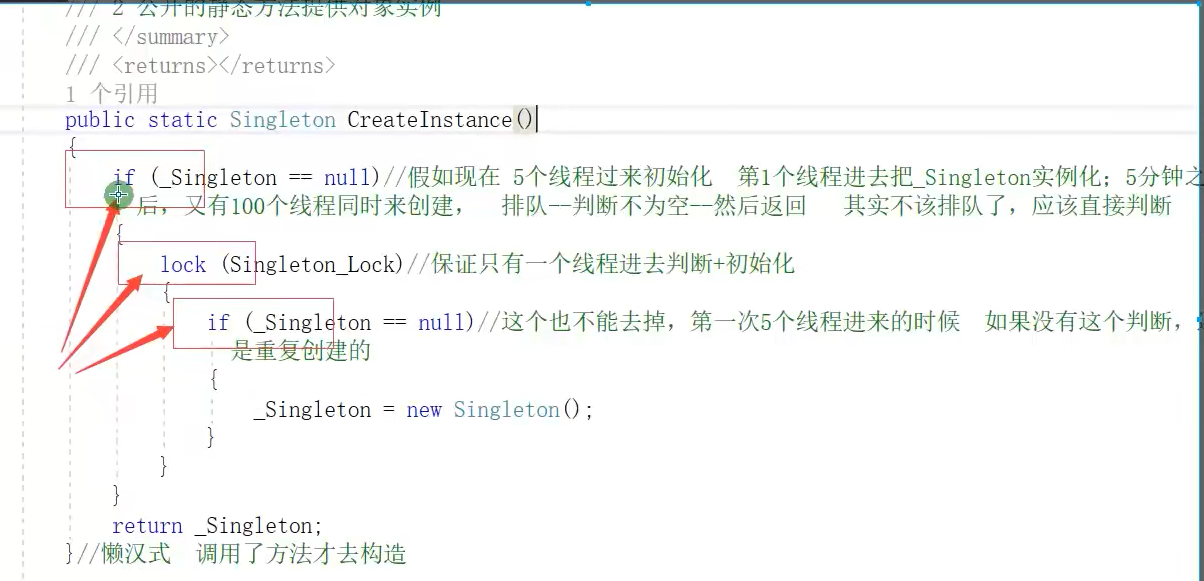 /// 2 公开的静态方法提供对象实例
/// </summary>
/// <returns></returns>
1 个引用
public static Singleton CreateInstance()
{
if (_Singleton == null)//假如现在 5个线程过来初始化 第1个线程进去把_Singleton实例化; 5分钟之
后, 又有100个线程同时来创建, 排队--判断不为空--然后返回 其实不该排队了, 应该直接判断
{
lock (Singleton_Lock)//保证只有一个线程进去判断+初始化
{
if (_Singleton == null)//这个也不能去掉, 第一次5个线程进来的时候 如果没有这个判断,
是重复创建的
{
_Singleton = new Singleton();
}
}
}
return _Singleton;
}//懒汉式 调用了方法才去构造